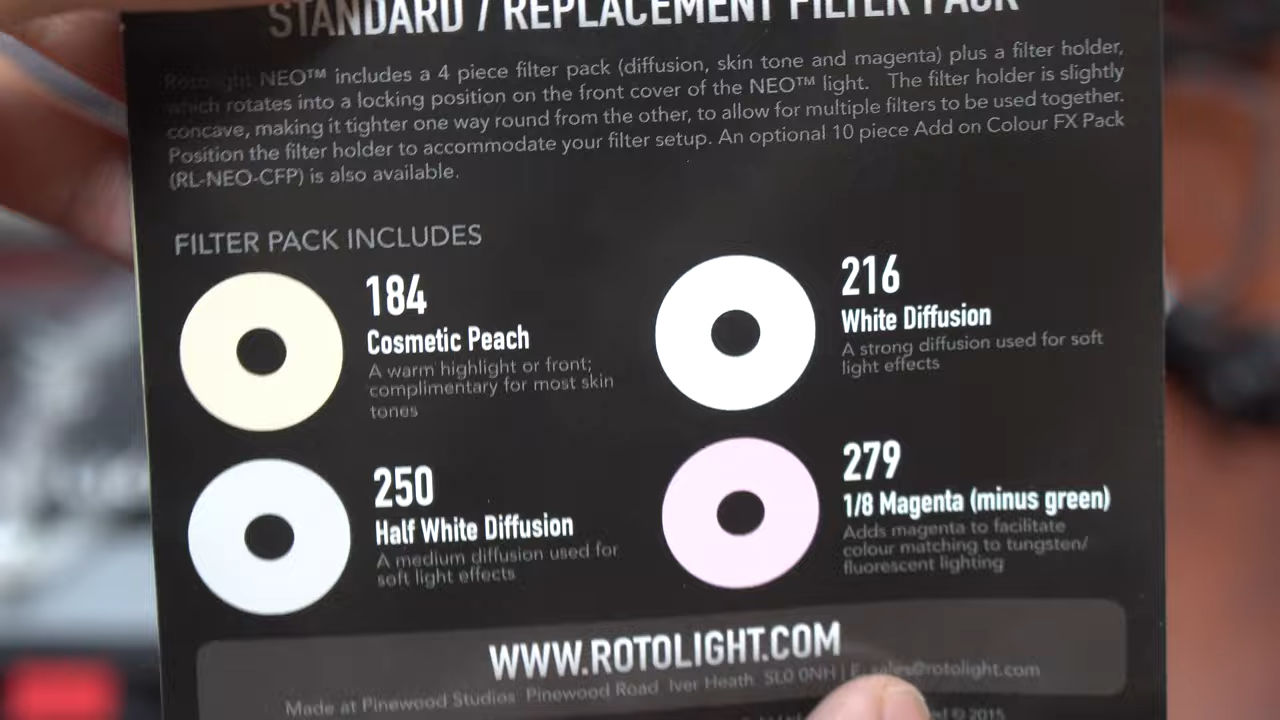 STANDARD / REPLACEMENT FILTER PACK
Rotolight NEO™ includes a 4 piece filter pack (diffusion, skin tone and magenta) plus a filter holder,
which rotates into a locking position on the front cover of the NEO™ light. The filter holder is slightly
concave, making it tighter one way round from the other, to allow for multiple filters to be used together.
Position the filter holder to accommodate your filter setup. An optional 10 piece Add on Colour FX Pack
(RL-NEO-CFP) is also available.
FILTER PACK INCLUDES
184
Cosmetic Peach
A warm highlight or front;
complimentary for most skin
tones
216
White Diffusion
A strong diffusion used for soft
light effects
250
Half White Diffusion
A medium diffusion used for
soft light effects
279
1/8 Magenta (minus green)
Adds magenta to facilitate
colour matching to tungsten/
fluorescent lighting
WWW.ROTOLIGHT.COM
Made at Pinewood Studios Pinewood Road Iver Heath SL0 0NH | E: sales@rotolight.com
© 2015